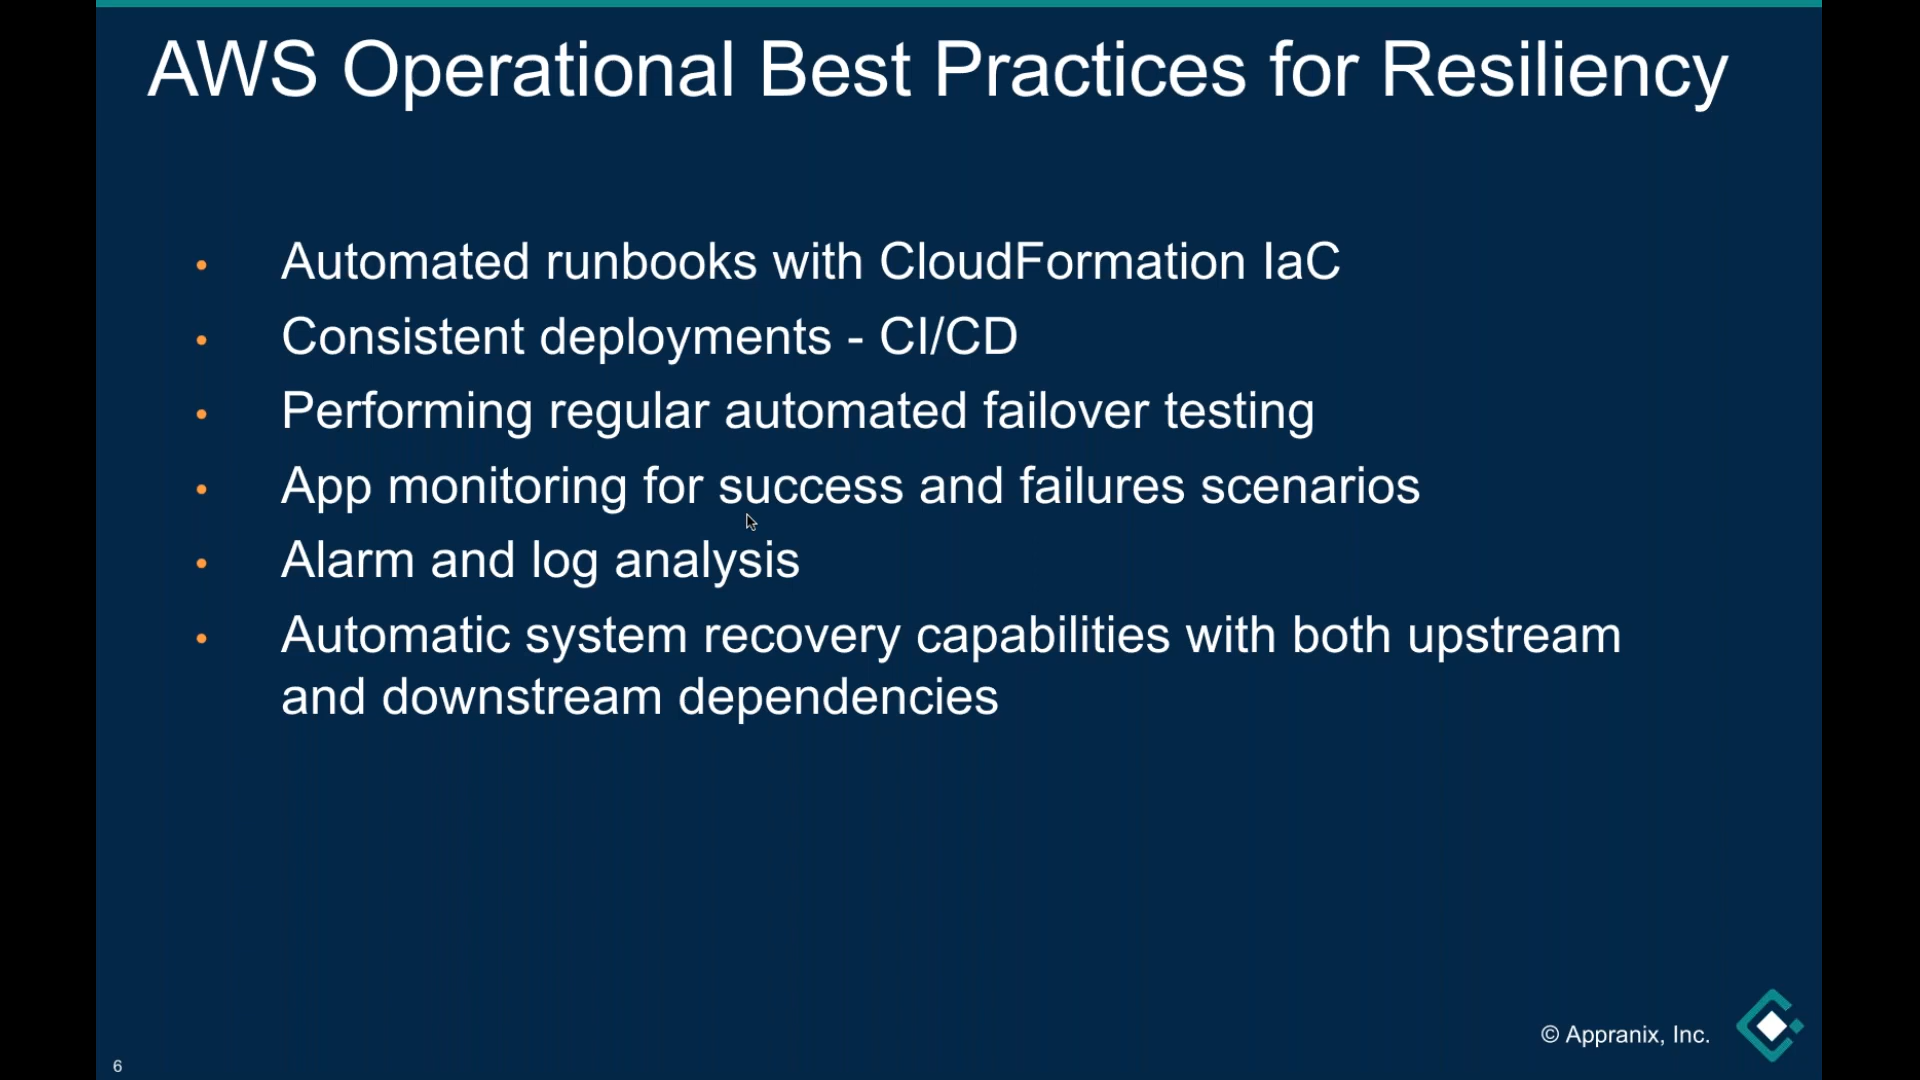 AWS Operational Best Practices for Resiliency
• Automated runbooks with CloudFormation IaC
• Consistent deployments - CI/CD
• Performing regular automated failover testing
• App monitoring for success and failures scenarios
• Alarm and log analysis
• Automatic system recovery capabilities with both upstream
and downstream dependencies
© Appranix, Inc.
6